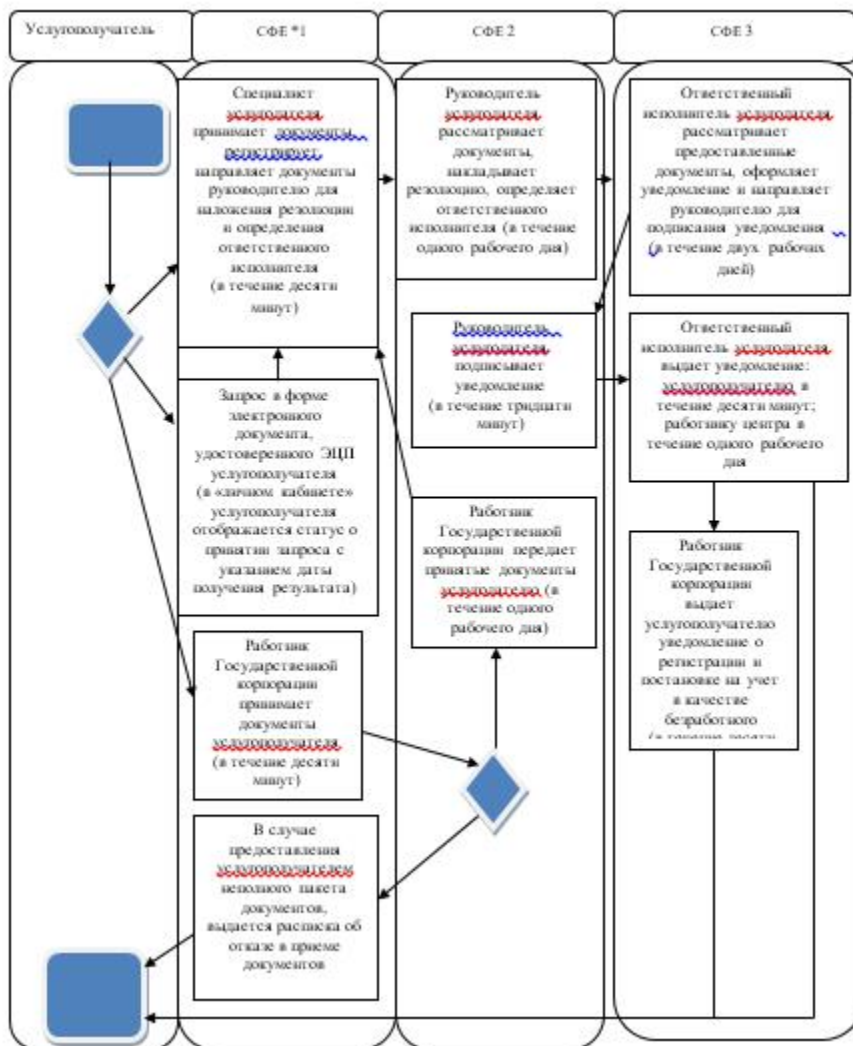 Услугополучатель
СФЕ *1
СФЕ 2
СФЕ 3
Специалист
услугодателя
принимает документы,
регистрирует,
направляет документы
руководителю для
наложения резолюции
и определения
ответственного
исполнителя
(в течение десяти
минут)
Руководитель
услугодателя
рассматривает
документы,
накладывает
резолюцию, определяет
ответственного
исполнителя (в течение
одного рабочего дня)
Ответственный
исполнитель услугодателя
рассматривает
предоставленные
документы, оформляет
уведомление и направляет
руководителю для
подписания уведомления
(в течение двух рабочих
дней)
Руководитель
услугодателя
подписывает
уведомление
(в течение тридцати
минут)
Ответственный
исполнитель услугодателя
выдает уведомление:
услугополучателю в
течение десяти минут;
работнику центра в
течение одного рабочего
дня
Запрос в форме
электронного
документа,
удостоверенного ЭЦП
услугополучателя
(в «личном кабинете»
услугополучателя
отображается статус о
принятии запроса с
указанием даты
получения результата)
Работник
Государственной
корпорации передает
принятые документы
услугодателю (в
течение одного
рабочего дня)
Работник
Государственной
корпорации
выдает
услугополучателю
уведомление о
регистрации и
постановке на учет
в качестве
безработного
(в течение десяти
Работник
Государственной
корпорации
принимает
документы
услугополучателя
(в течение десяти
минут)
В случае
предоставления
услугополучателем
неполного пакета
документов,
выдается расписка об
отказе в приеме
документов